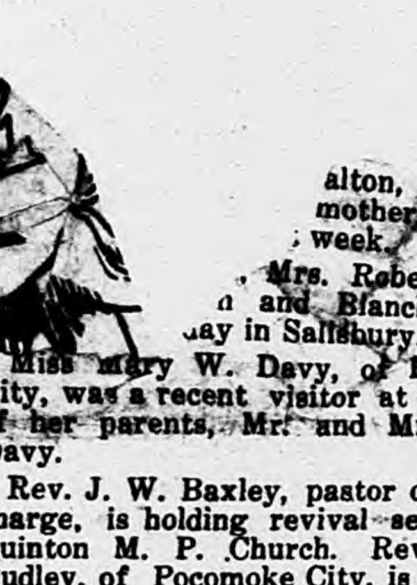 alton,
mother
week.
Mrs. Robe
and Blanc
ay in Salisbury
Miss Mary W. Davy, of
ity, was a recent visitor at
f her parents, Mr. and M
Davy.
Rev. J. W. Baxley, pastor
harge, is holding revival se
uinton M. P. Church. Rev
udley, of Pocomoke City, is